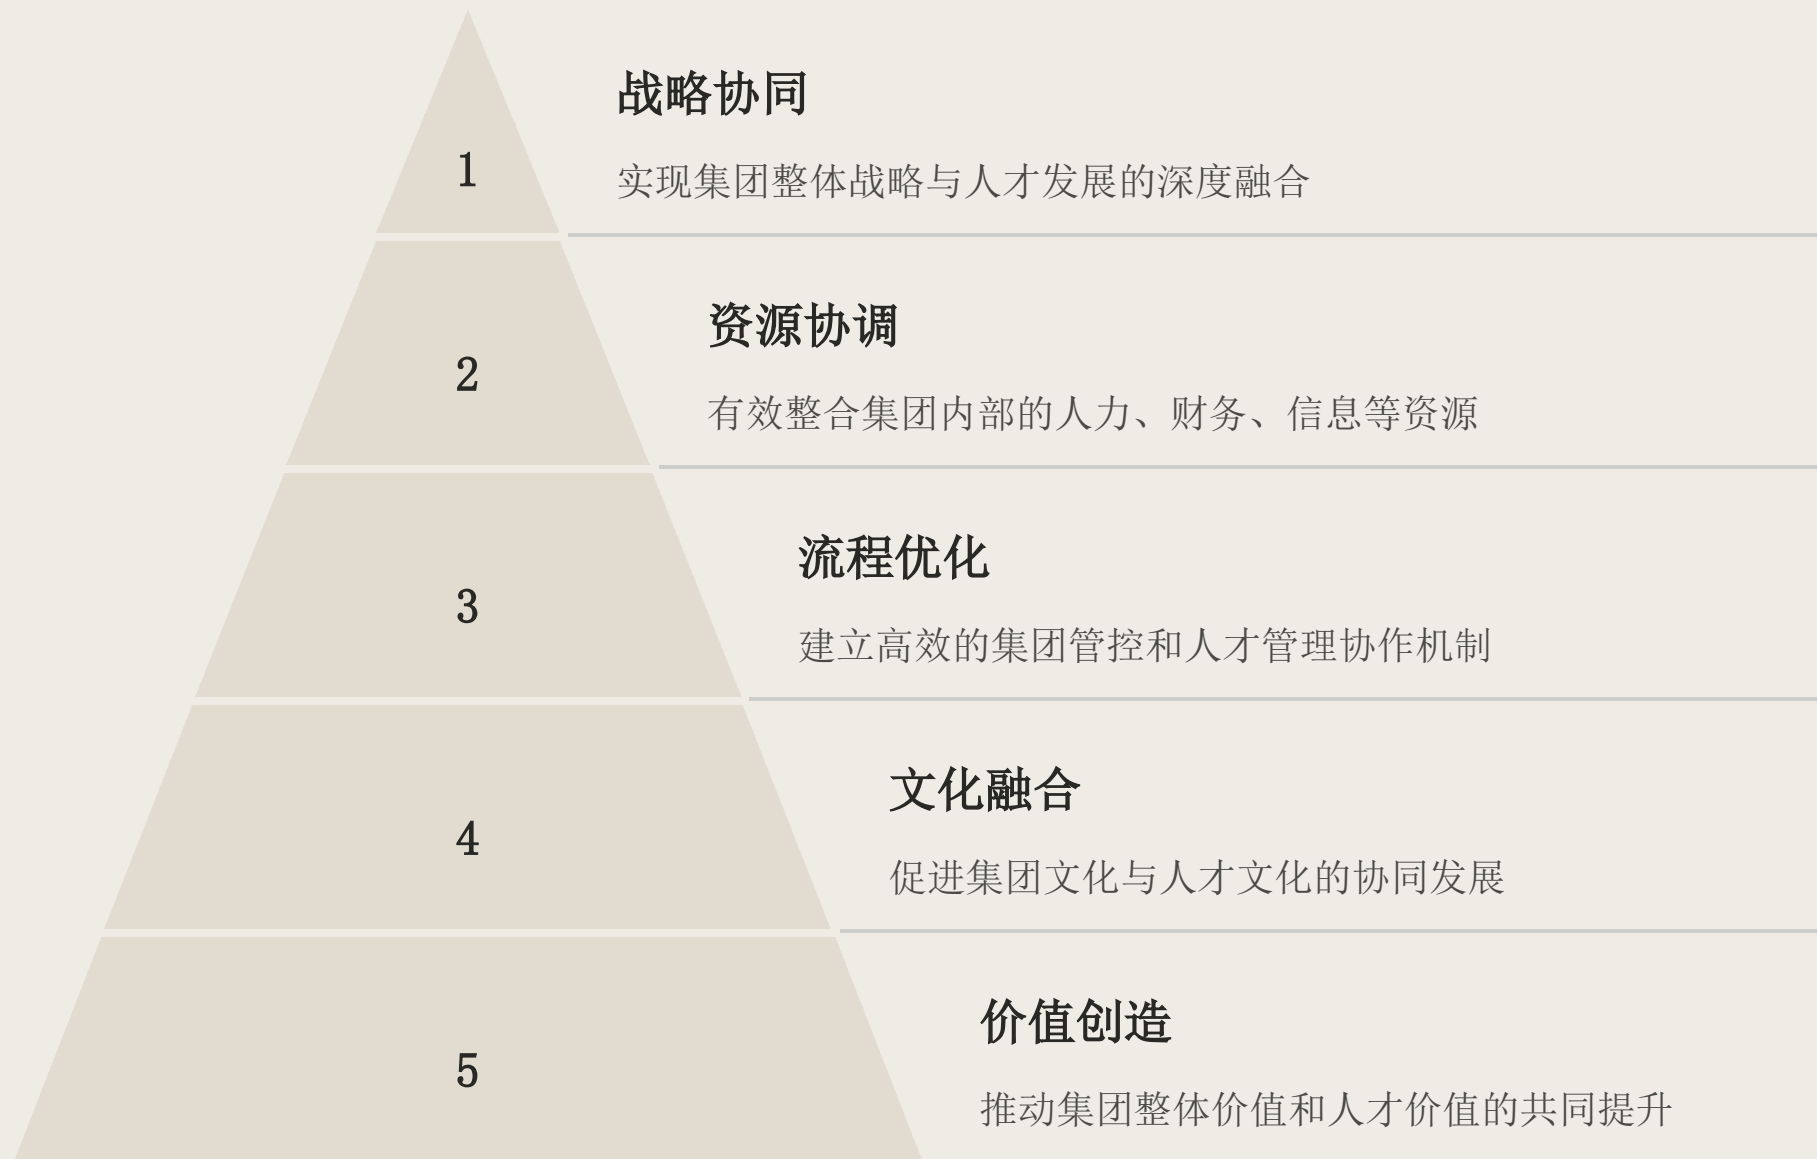 战略协同
1
实现集团整体战略与人才发展的深度融合
资源协调
2
有效整合集团内部的人力、财务、信息等资源
流程优化
3
建立高效的集团管控和人才管理协作机制
文化融合
4
促进集团文化与人才文化的协同发展
价值创造
5
推动集团整体价值和人才价值的共同提升